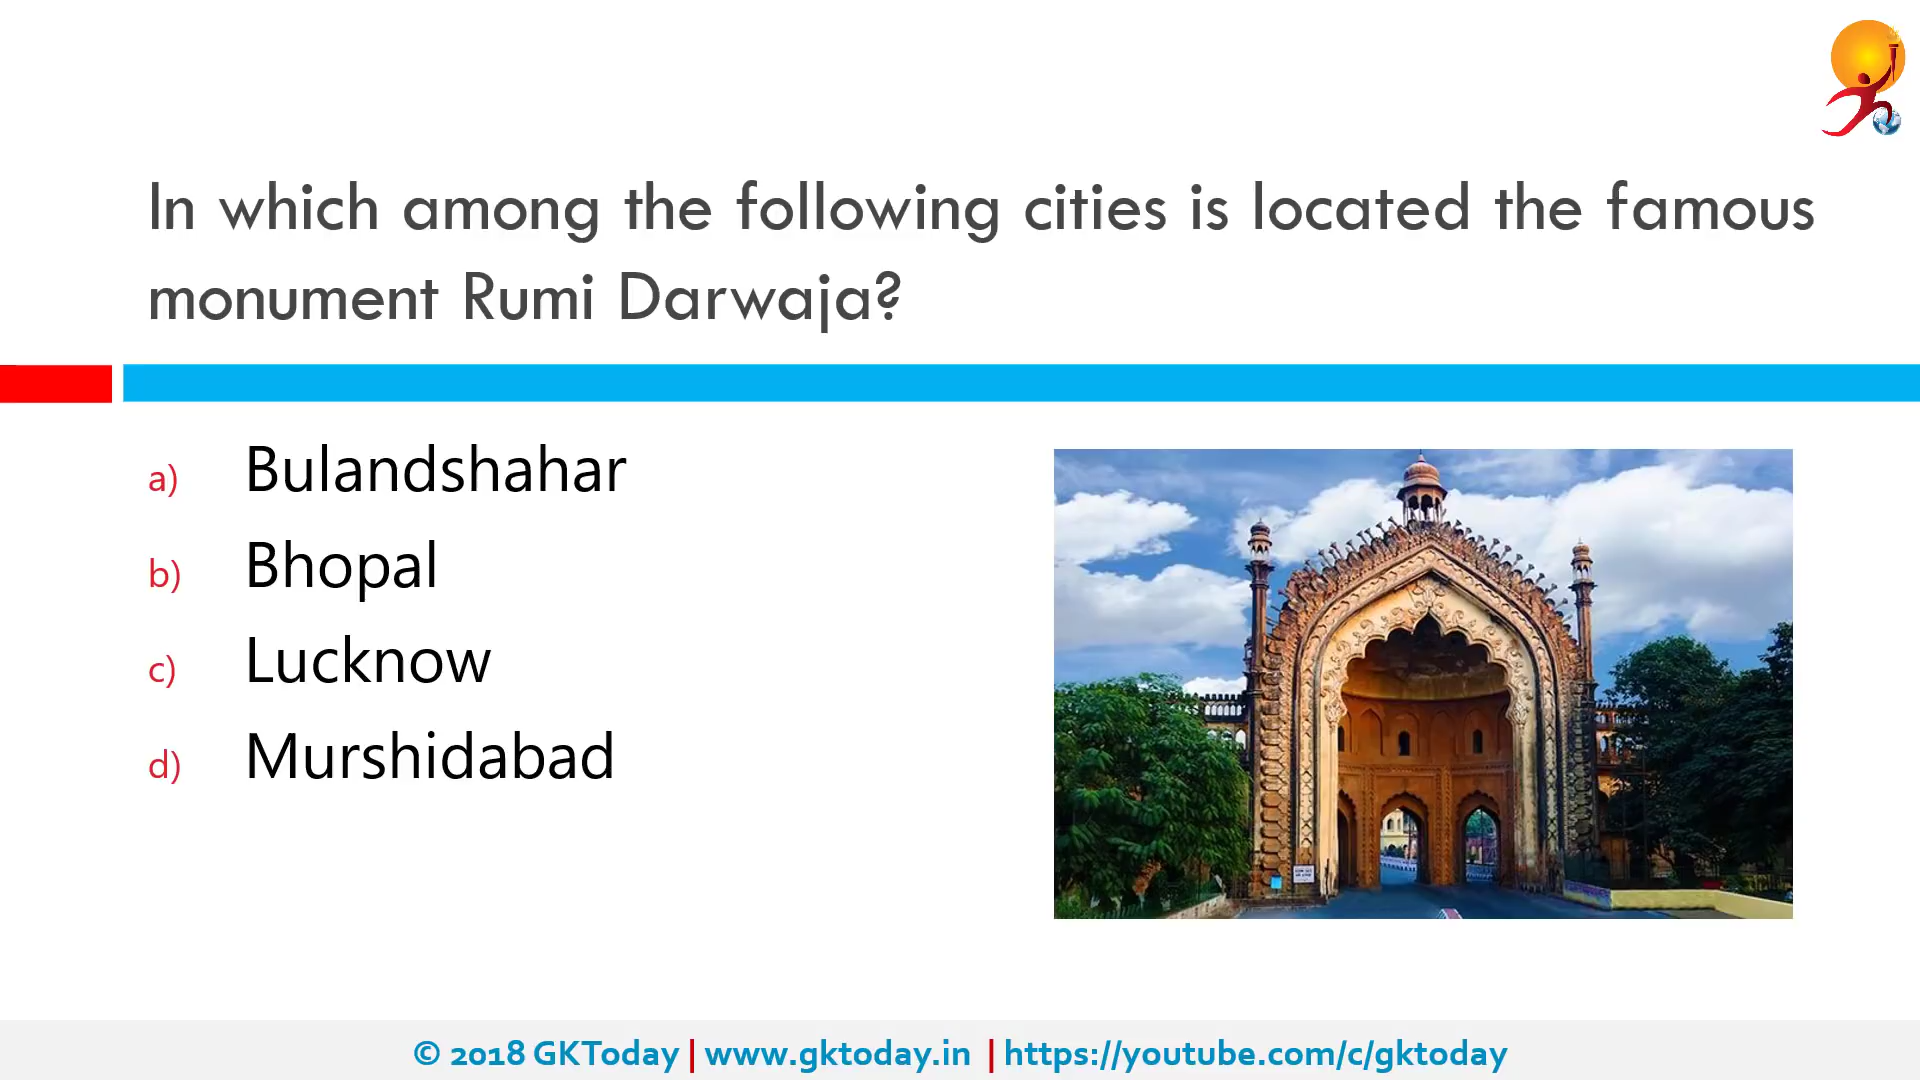 In which among the following cities is located the famous
monument Rumi Darwaja?
a) Bulandshahar
b) Bhopal
c) Lucknow
d) Murshidabad
© 2018 GKToday | www.gktoday.in | https://youtube.com/c/gktoday